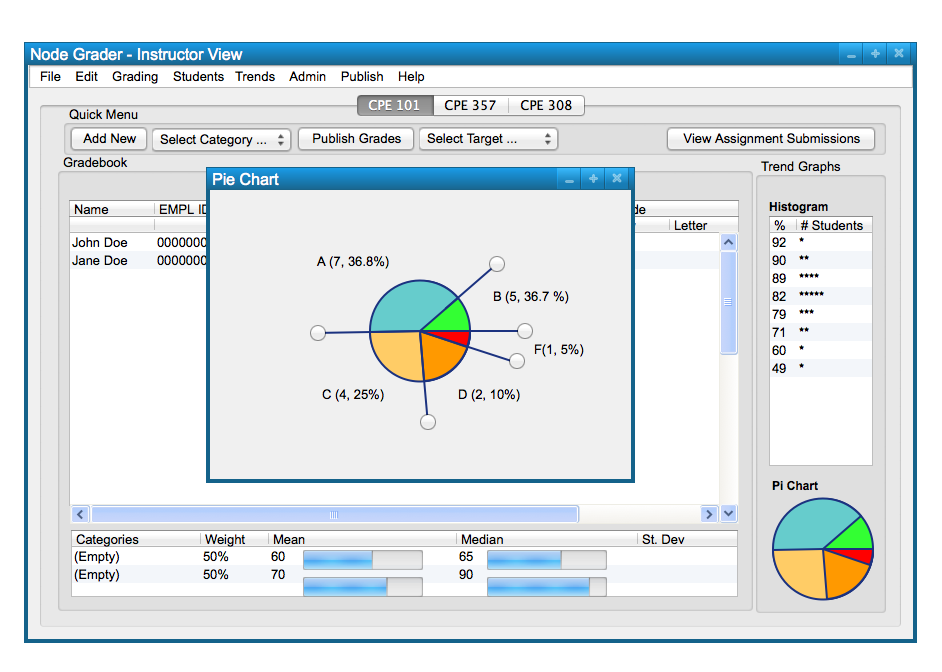 Node Grader - Instructor View
File Edit Grading Students Trends Admin Publish Help
CPE 101 CPE 357 CPE 308
Quick Menu
Add New Select Category ... Publish Grades Select Target ... View Assignment Submissions
Gradebook
Trend Graphs
Pie Chart
Name EMPL ID
Letter
John Doe 0000000
Jane Doe 0000000
A (7, 36.8%)
B (5, 36.7 %)
F(1, 5%)
C (4, 25%)
D (2, 10%)
Histogram
% # Students
92 *
90 **
89 ****
82 *****
79 ***
71 **
60 *
49 *
Pi Chart
Categories Weight Mean Median St. Dev
(Empty) 50% 60 65
(Empty) 50% 70 90